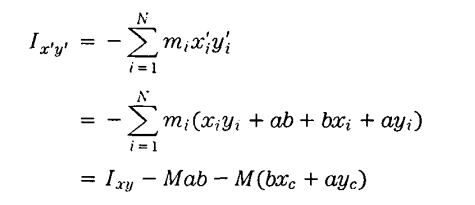 I_{x'y'} = - \sum_{i=1}^{N} m_i x'_i y'_i
= - \sum_{i=1}^{N} m_i (x_i y_i + ab + bx_i + ay_i)
= I_{xy} - Mab - M(bx_c + ay_c)